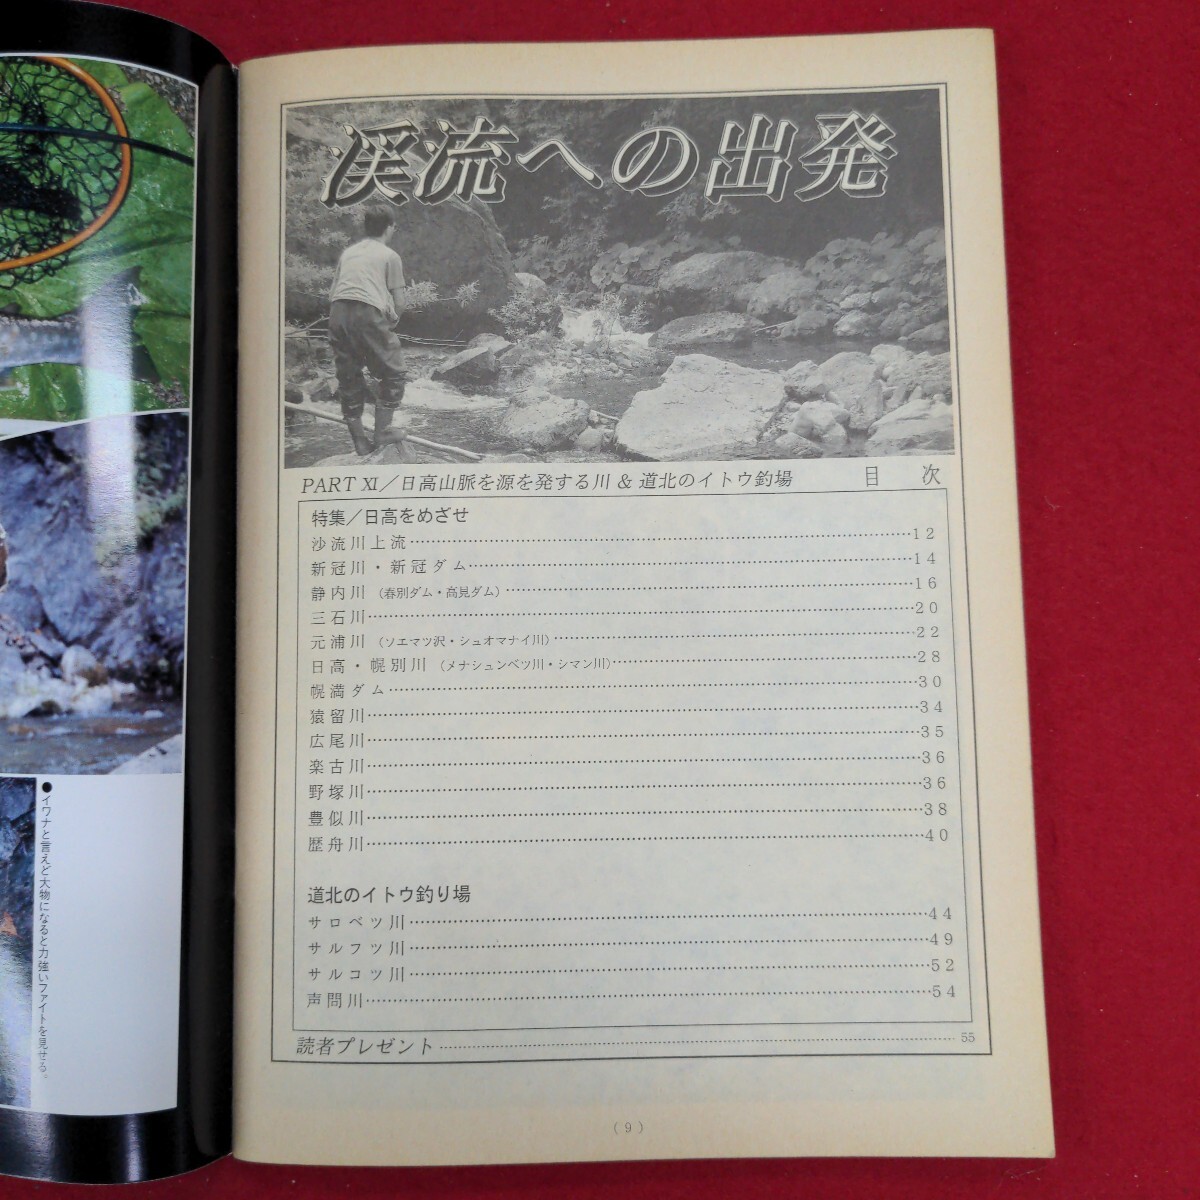 渓流への出発
PART XI／日高山脈を源を発する川 & 道北のイトウ釣場 目 次
特集／日高をめざせ
沙流川上流……12
新冠川・新冠ダム……14
静内川（春別ダム・高見ダム）……16
三石川……20
元浦川（ソエマツ沢・シュオマナイ川）……22
日高・幌別川（メナシュンベツ川・シマン川）……28
幌満ダム……30
猿留川……34
広尾川……35
楽古川……36
野塚川……36
豊似川……38
歴舟川……40
道北のイトウ釣り場
サロベツ川……44
サルフツ川……49
サルコツ川……52
声問川……54
読者プレゼント……55
（9）
●イワナと言えど大物になると力強いファイトを見せる。